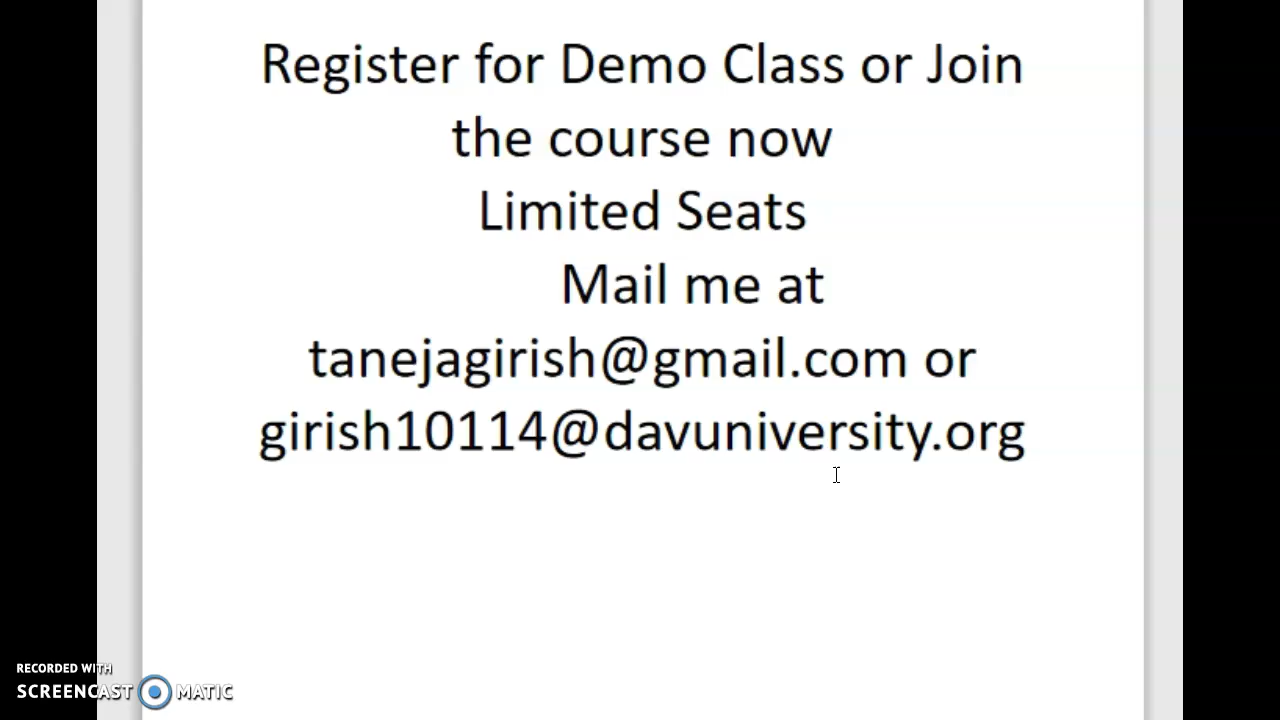 Register for Demo Class or Join
the course now
Limited Seats
Mail me at
tanejagirish@gmail.com or
girish10114@davuniversity.org
RECORDED WITH
SCREENCAST MATIC